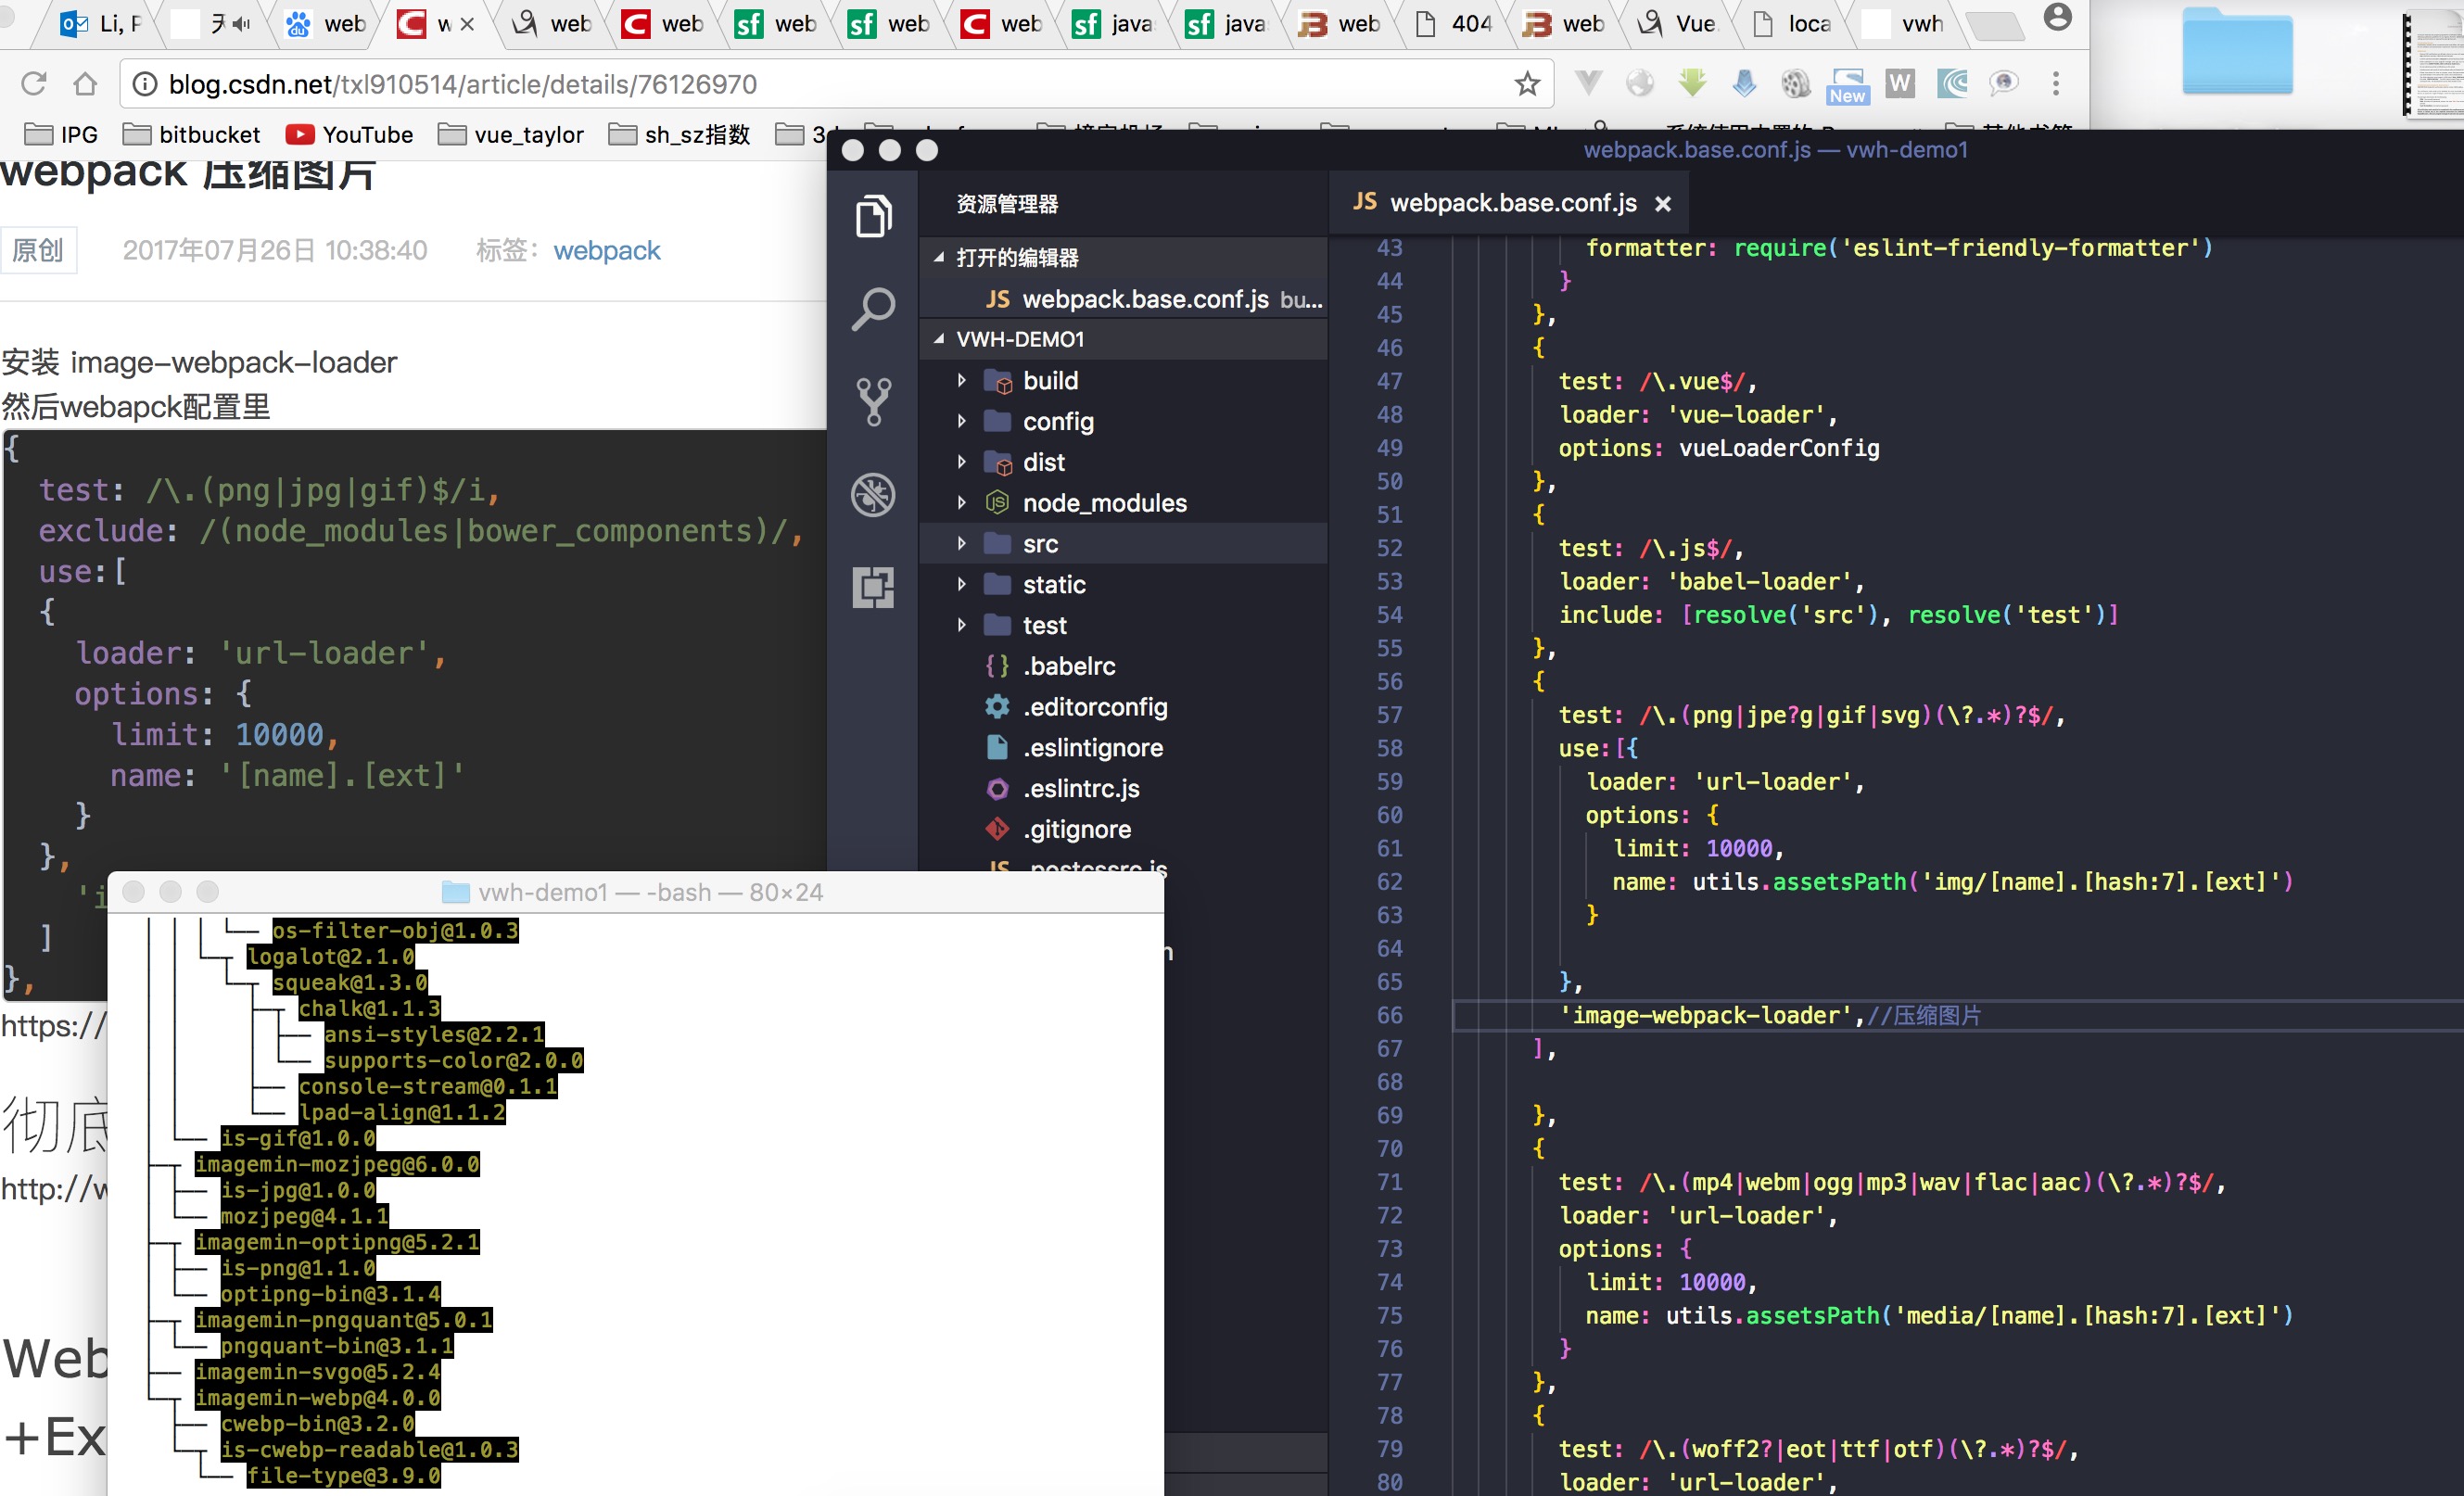 Li, P
天
web
w
web
web
web
web
web
java
java
web
404
web
Vue.
loca
vwh
blog.csdn.net/txl910514/article/details/76126970
New
W
IPG
bitbucket
YouTube
vue_taylor
sh_sz指数
webpack 压缩图片
原创
2017年07月26日 10:38:40
标签：
webpack
安装 image-webpack-loader
然后webapck配置里
{
test: /\.(png|jpg|gif)$/i,
exclude: /(node_modules|bower_components)/,
use:[
{
loader: 'url-loader',
options: {
limit: 10000,
name: '[name].[ext]'
}
},
'i
]
},
https://
彻底
http://w
Web
+Ex
webpack.base.conf.js — vwh-demo1
资源管理器
打开的编辑器
JS webpack.base.conf.js bu...
VWH-DEMO1
build
config
dist
node_modules
src
static
test
.babelrc
.editorconfig
.eslintignore
.eslintrc.js
.gitignore
JS .postcssrc.js
JS webpack.base.conf.js
43 formatter: require('eslint-friendly-formatter')
44 }
45 },
46 {
47 test: /\.vue$/,
48 loader: 'vue-loader',
49 options: vueLoaderConfig
50 },
51 {
52 test: /\.js$/,
53 loader: 'babel-loader',
54 include: [resolve('src'), resolve('test')]
55 },
56 {
57 test: /\.(png|jpe?g|gif|svg)(\?.*)?$/,
58 use:[{
59 loader: 'url-loader',
60 options: {
61 limit: 10000,
62 name: utils.assetsPath('img/[name].[hash:7].[ext]')
63 }
64
65 },
66 'image-webpack-loader',//压缩图片
67 ],
68
69 },
70 {
71 test: /\.(mp4|webm|ogg|mp3|wav|flac|aac)(\?.*)?$/,
72 loader: 'url-loader',
73 options: {
74 limit: 10000,
75 name: utils.assetsPath('media/[name].[hash:7].[ext]')
76 }
77 },
78 {
79 test: /\.(woff2?|eot|ttf|otf)(\?.*)?$/,
80 loader: 'url-loader',
vwh-demo1 — -bash — 80×24
os-filter-obj@1.0.3
logalot@2.1.0
squeak@1.3.0
chalk@1.1.3
ansi-styles@2.2.1
supports-color@2.0.0
console-stream@0.1.1
lpad-align@1.1.2
is-gif@1.0.0
imagemin-mozjpeg@6.0.0
is-jpg@1.0.0
mozjpeg@4.1.1
imagemin-optipng@5.2.1
is-png@1.1.0
optipng-bin@3.1.4
imagemin-pngquant@5.0.1
pngquant-bin@3.1.1
imagemin-svgo@5.2.4
imagemin-webp@4.0.0
cwebp-bin@3.2.0
is-cwebp-readable@1.0.3
file-type@3.9.0